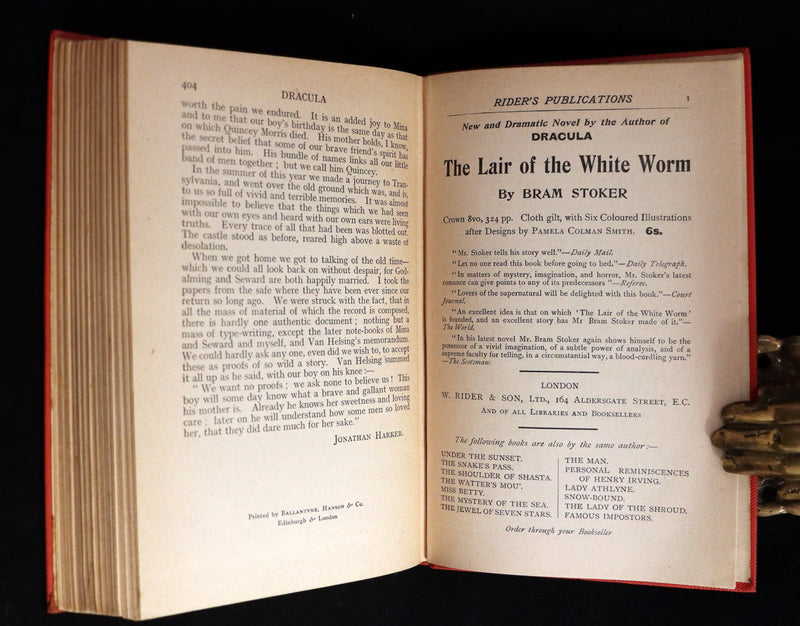 404
DRACULA
worth the pain we endured. It is an added joy to Mina
and to me that our boy's birthday is the same day as that
on which Quincey Morris died. His mother holds, I know,
the secret belief that some of our brave friend's spirit has
passed into him. His bundle of names links all our little
band of men together; but we call him Quincey.
In the summer of this year we made a journey to Tran-
sylvania, and went over the old ground which was, and is,
to us so full of vivid and terrible memories. It was almost
impossible to believe that the things which we had seen
with our own eyes and heard with our own ears were living
truths. Every trace of all that had been was blotted out.
The castle stood as before, reared high above a waste of
desolation.
When we got home we got to talking of the old time—
which we could all look back on without despair, for God-
alming and Seward are both happily married. I took the
papers from the safe where they have been ever since our
return so long ago. We were struck with the fact, that in
all the mass of material of which the record is composed,
there is hardly one authentic document; nothing but a
mass of type-writing, except the later note-books of Mina
and Seward and myself, and Van Helsing's memorandum.
We could hardly ask any one, even did we wish to, to accept
these as proofs of so wild a story. Van Helsing summed
it all up as he said, with our boy on his knee:—
"We want no proofs; we ask none to believe us! This
boy will some day know what a brave and gallant woman
his mother is. Already he knows her sweetness and loving
care; later on he will understand how some men so loved
her, that they did dare much for her sake."
JONATHAN HARKER.
Printed by BALLANTYNE, HANSON & Co.
Edinburgh & London
RIDER'S PUBLICATIONS 1
New and Dramatic Novel by the Author of
DRACULA
The Lair of the White Worm
By BRAM STOKER
Crown 8vo, 324 pp. Cloth gilt, with Six Coloured Illustrations
after Designs by PAMELA COLMAN SMITH. 6s.
"Mr. Stoker tells his story well."—Daily Mail.
"Let no one read this book before going to bed."—Daily Telegraph.
"In matters of mystery, imagination, and horror, Mr. Stoker's latest
romance can give points to any of its predecessors"—Referee.
"Lovers of the supernatural will be delighted with this book."—Court
Journal.
"An excellent idea is that on which 'The Lair of the White Worm'
is founded, and an excellent story has Mr Bram Stoker made of it."—
The World.
"In his latest novel Mr. Bram Stoker again shows himself to be the
possessor of a vivid imagination, of a subtle power of analysis, and of a
supreme faculty for telling, in a circumstantial way, a blood-curdling yarn."
—The Scotsman.
LONDON
W. RIDER & SON, LTD., 164 ALDERSGATE STREET, E.C.
AND OF ALL LIBRARIES AND BOOKSELLERS
The following books are also by the same author:—
UNDER THE SUNSET.
THE SNAKE'S PASS.
THE SHOULDER OF SHASTA.
THE WATTER'S MOU'.
MISS BETTY.
THE MYSTERY OF THE SEA.
THE JEWEL OF SEVEN STARS.
THE MAN.
PERSONAL REMINISCENCES
OF HENRY IRVING.
LADY ATHLYNE.
SNOW-BOUND.
THE LADY OF THE SHROUD.
FAMOUS IMPOSTORS.
Order through your Bookseller